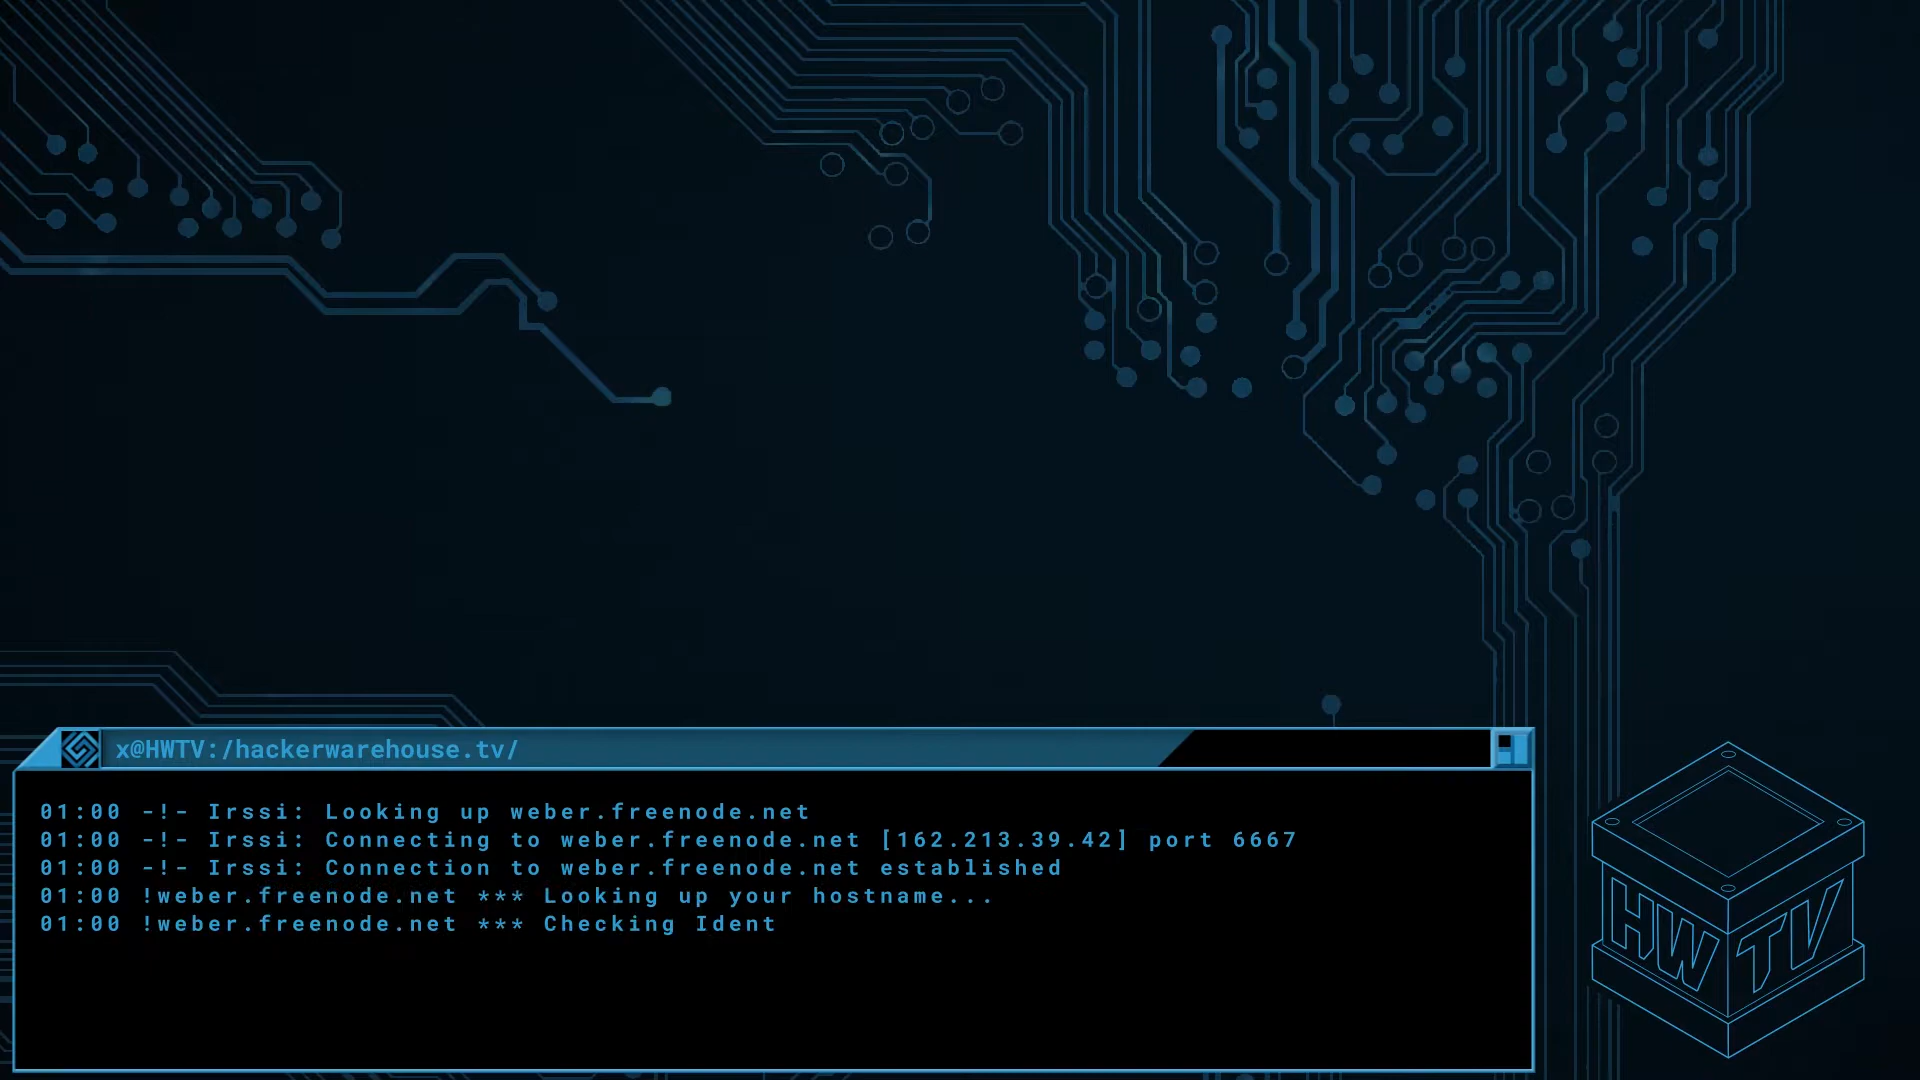 x@HWTV:/hackerwarehouse.tv/
01:00 -!- Irssi: Looking up weber.freenode.net
01:00 -!- Irssi: Connecting to weber.freenode.net [162.213.39.42] port 6667
01:00 -!- Irssi: Connection to weber.freenode.net established
01:00 !weber.freenode.net *** Looking up your hostname...
01:00 !weber.freenode.net *** Checking Ident
HW TV